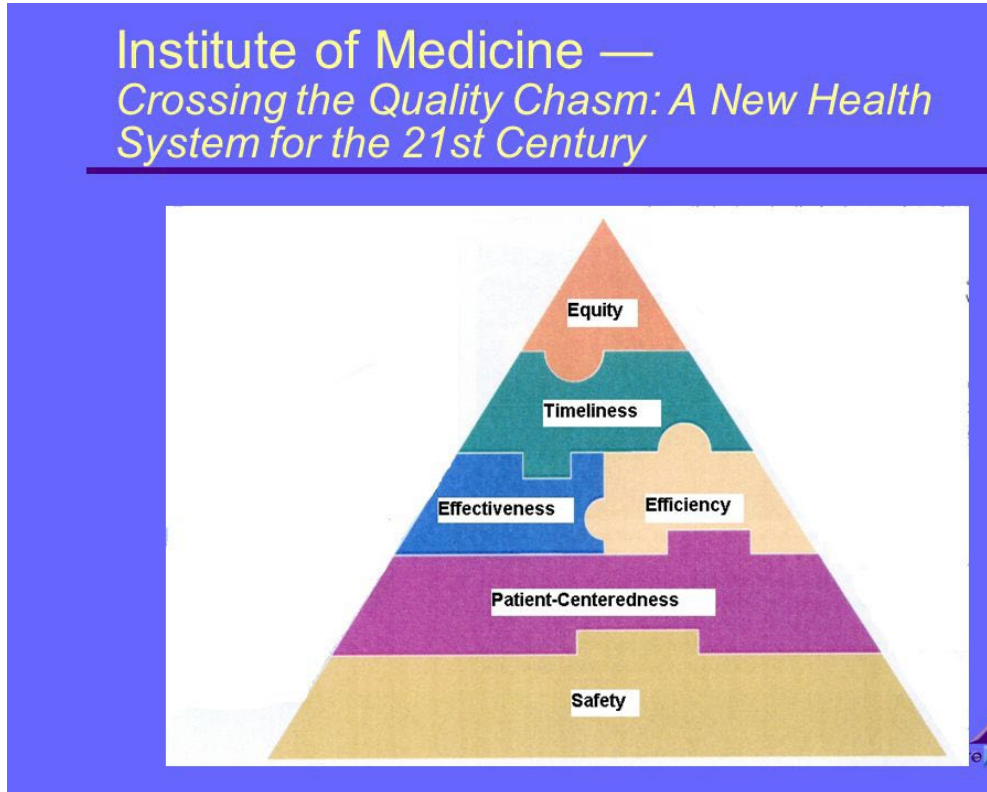 Institute of Medicine —
Crossing the Quality Chasm: A New Health
System for the 21st Century
Equity
Timeliness
Effectiveness
Efficiency
Patient-Centeredness
Safety